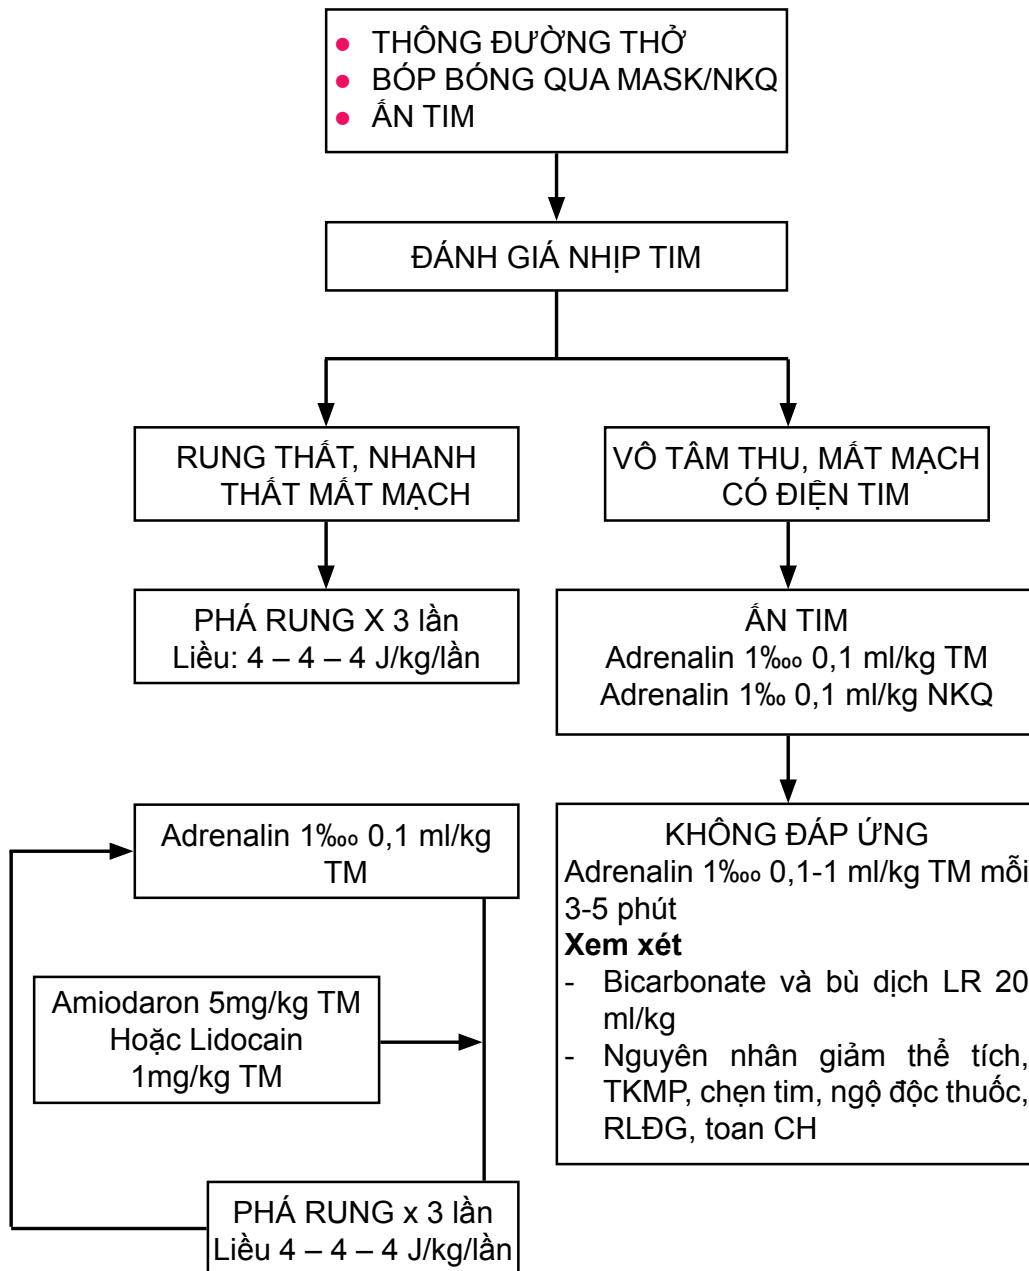 ● THÔNG ĐƯỜNG THỞ
● BÓP BÓNG QUA MASK/NKQ
● ẤN TIM
ĐÁNH GIÁ NHỊP TIM
RUNG THẤT, NHANH
THẤT MẤT MẠCH
VÔ TÂM THU, MẤT MẠCH
CÓ ĐIỆN TIM
PHÁ RUNG X 3 lần
Liều: 4 – 4 – 4 J/kg/lần
ẤN TIM
Adrenalin 1‱ 0,1 ml/kg TM
Adrenalin 1‰ 0,1 ml/kg NKQ
Adrenalin 1‱ 0,1 ml/kg
TM
Amiodaron 5mg/kg TM
Hoặc Lidocain
1mg/kg TM
PHÁ RUNG x 3 lần
Liều 4 – 4 – 4 J/kg/lần
KHÔNG ĐÁP ỨNG
Adrenalin 1‱ 0,1-1 ml/kg TM mỗi
3-5 phút
Xem xét
- Bicarbonate và bù dịch LR 20
ml/kg
- Nguyên nhân giảm thể tích,
TKMP, chẹn tim, ngộ độc thuốc,
RLĐG, toan CH